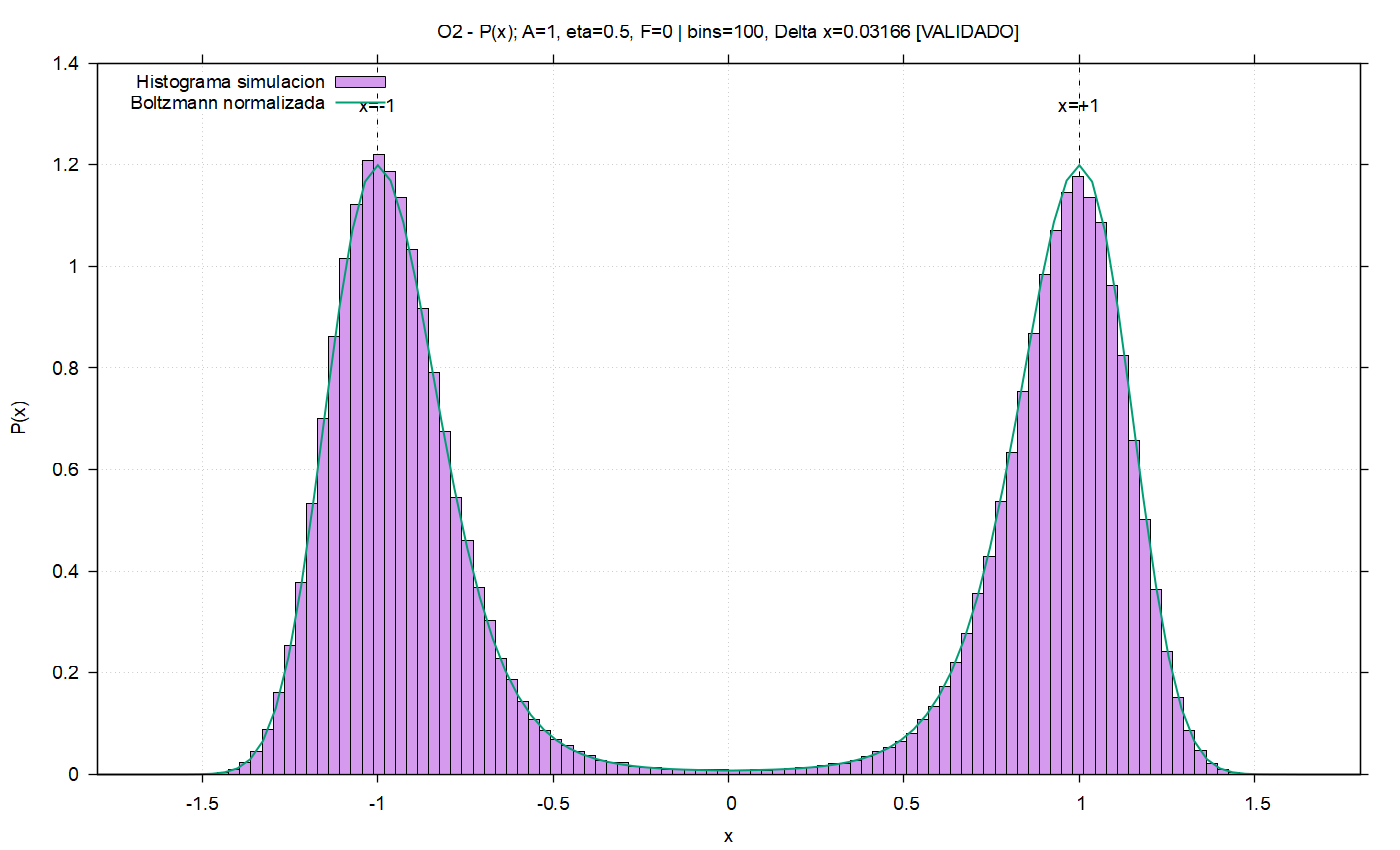 O2 - P(x); A=1, eta=0.5, F=0 | bins=100, Delta x=0.03166 [VALIDADO]
1.4
Histograma simulacion
Boltzmann normalizada
x=-1
x=+1
1.2
1
0.8
0.6
0.4
0.2
0
P(x)
-1.5
-1
-0.5
0
0.5
1
1.5
x